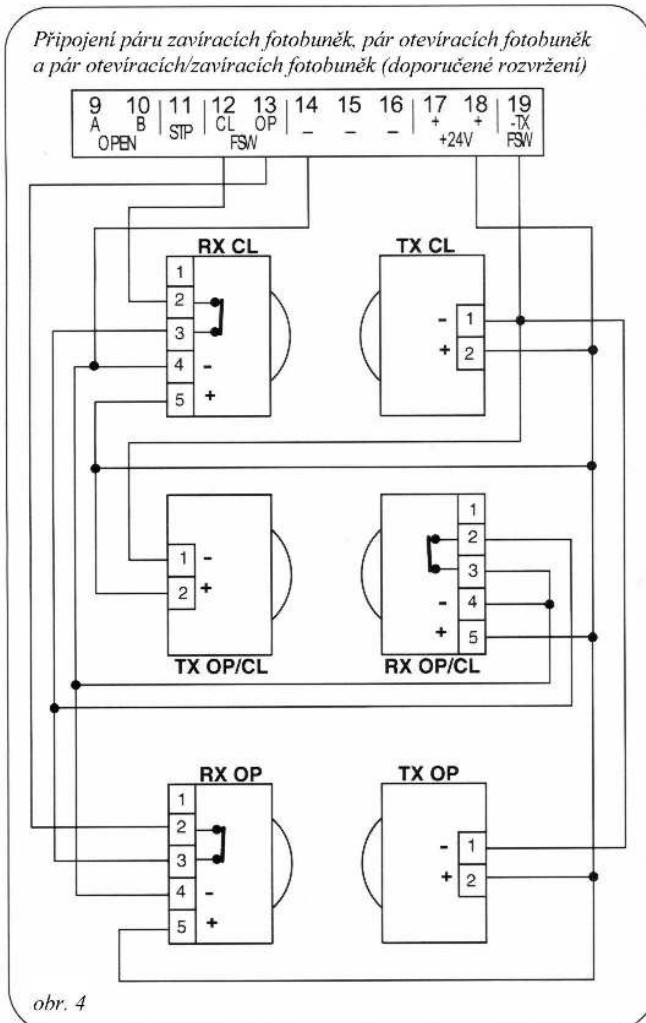 Připojení páru zavíracích fotobuněk, pár otevíracích fotobuněk
a pár otevíracích/zavíracích fotobuněk (doporučené rozvržení)
9 10 11 12 13 14 15 16 17 18 19
A B STP CL OP – – – + + -TX
OPEN FSW +24V FSW
RX CL TX CL
1
2
3
4 -
5 +
- 1
+ 2
1 -
2 +
1
2
3
- 4
+ 5
TX OP/CL RX OP/CL
RX OP TX OP
1
2
3
4 -
5 +
- 1
+ 2
obr. 4